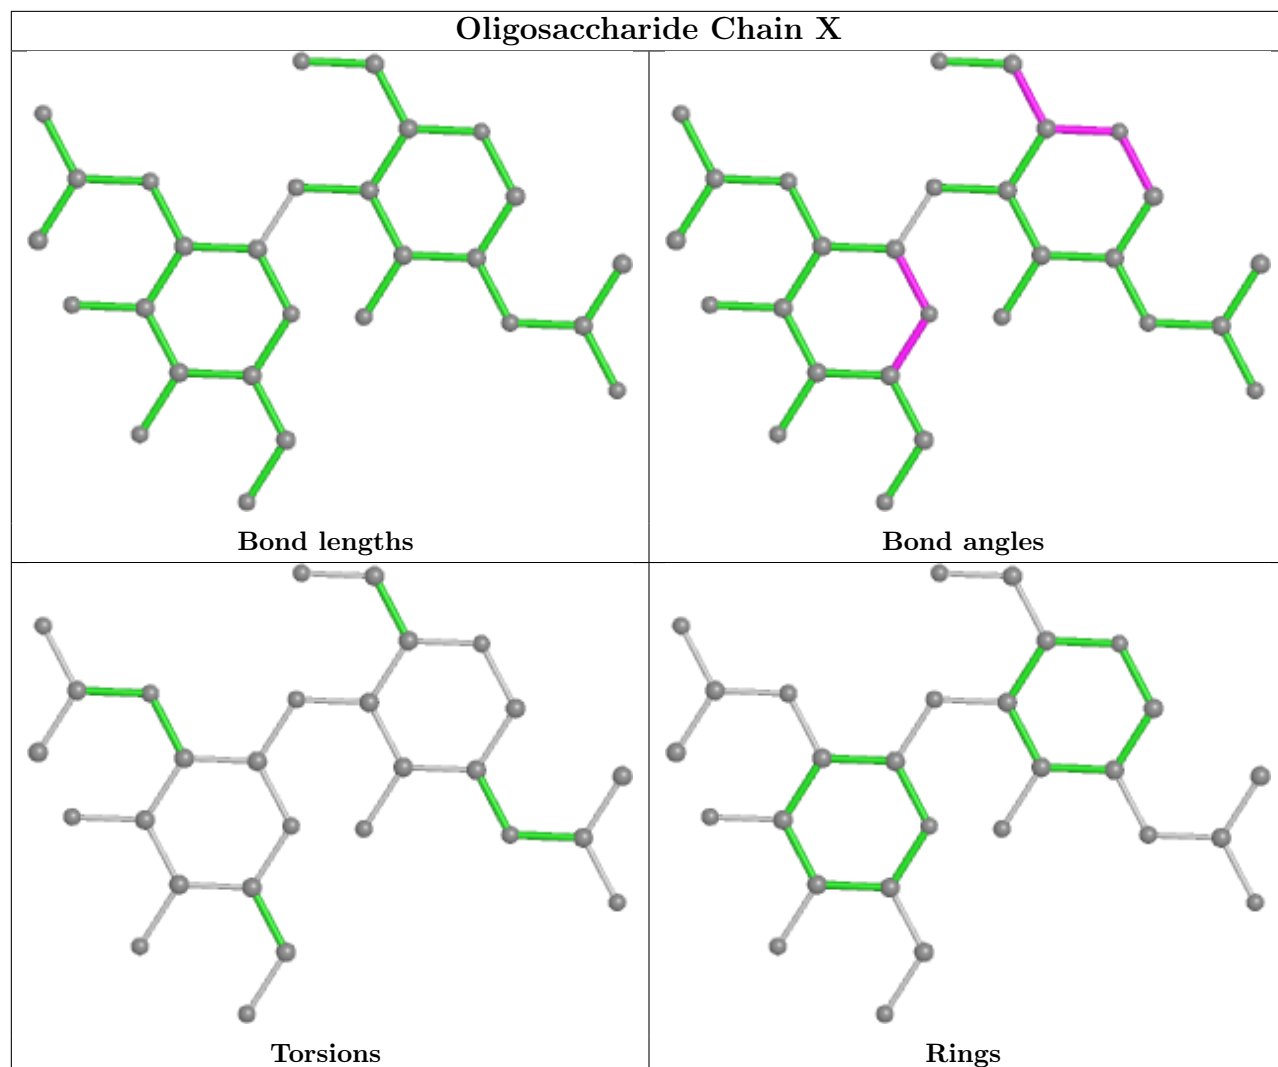 Oligosaccharide Chain X
Bond lengths
Bond angles
Torsions
Rings